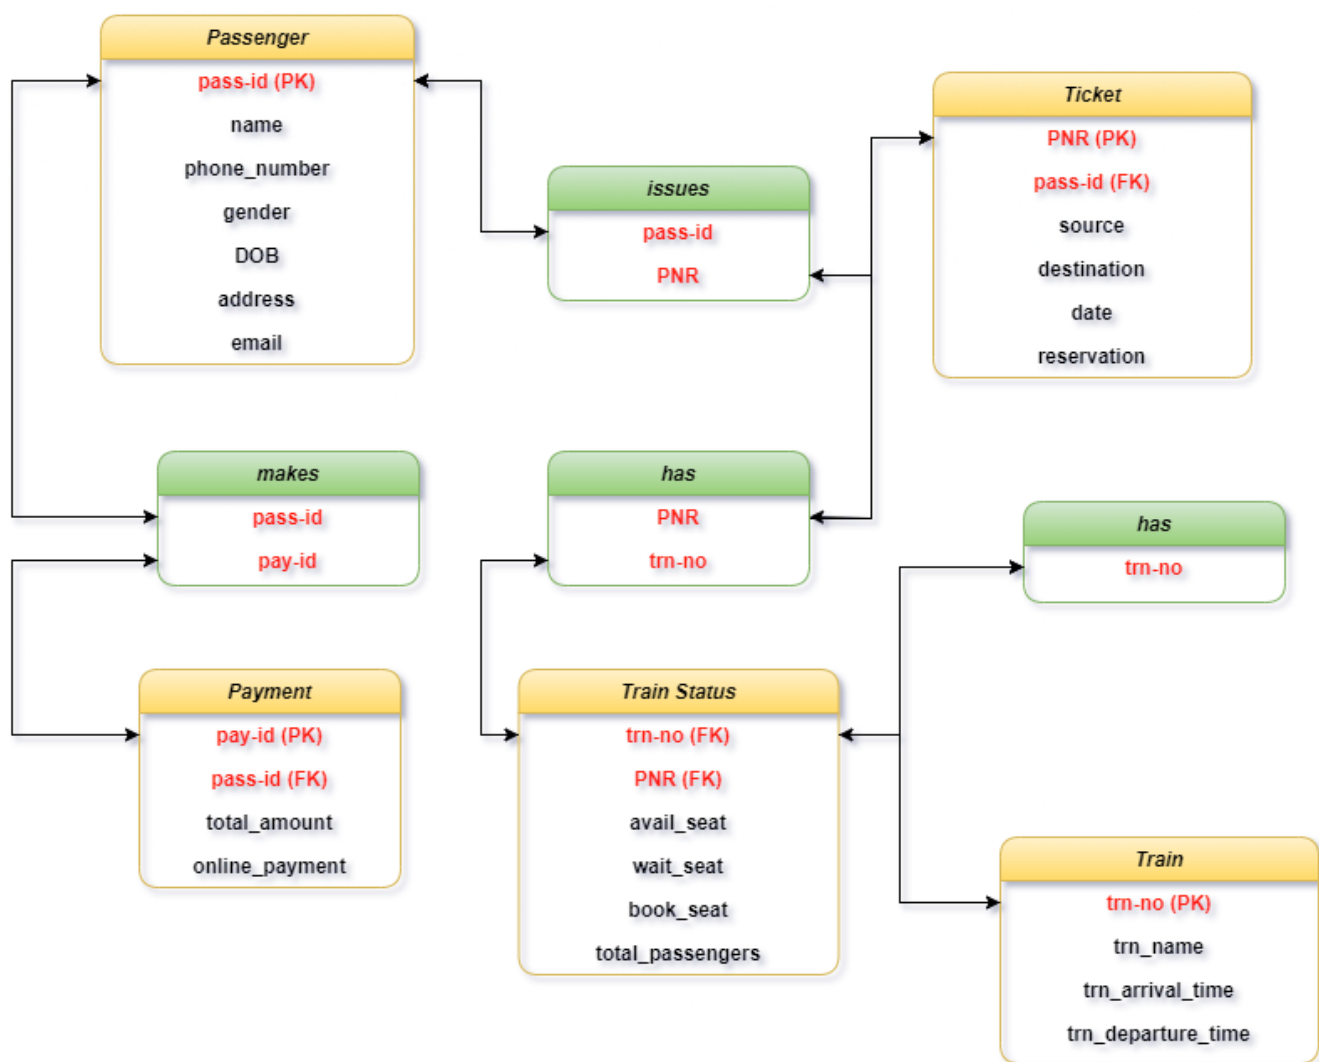 Passenger
pass-id (PK)
name
phone_number
gender
DOB
address
email
Ticket
PNR (PK)
pass-id (FK)
source
destination
date
reservation
issues
pass-id
PNR
makes
pass-id
pay-id
has
PNR
trn-no
has
trn-no
Payment
pay-id (PK)
pass-id (FK)
total_amount
online_payment
Train Status
trn-no (FK)
PNR (FK)
avail_seat
wait_seat
book_seat
total_passengers
Train
trn-no (PK)
trn_name
trn_arrival_time
trn_departure_time